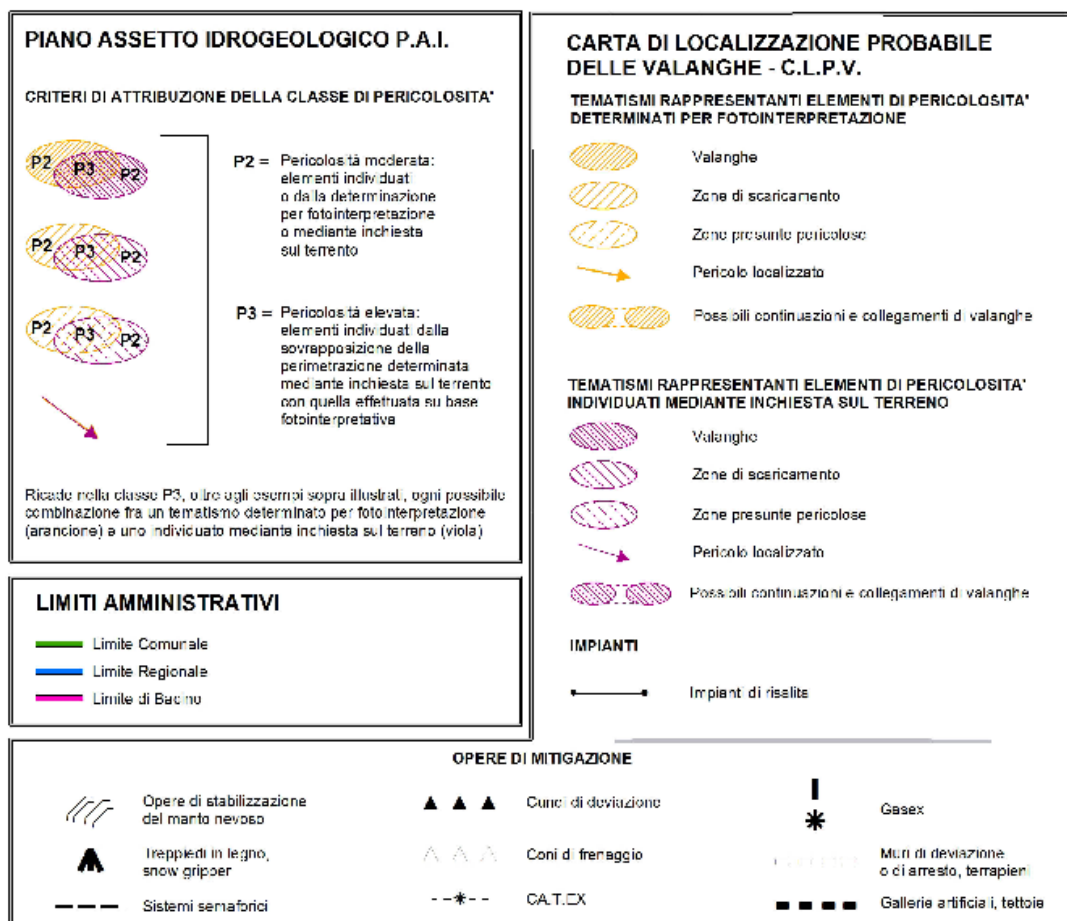 PIANO ASSETTO IDROGEOLOGICO P.A.I.
CRITERI DI ATTRIBUZIONE DELLA CLASSE DI PERICOLOSITA'
P2
P3
P2
P2
P3
P2
P2
P3
P2
P2 = Pericolosità moderata:
elementi individuati
o dalla determinazione
per fotointerpretazione
o mediante inchiesta
sul terrento
P3 = Pericolosità elevata:
elementi individuati dalla
sovrapposizione della
perimetrazione determinata
mediante inchiesta sul terrento
con quella effettuata su base
fotointerpretativa
Ricade nella classe P3, oltre agli esempi sopra illustrati, ogni possibile
combinazione fra un tematismo determinato per fotointerpretazione
(arancione) e uno individuato mediante inchiesta sul terreno (viola)
LIMITI AMMINISTRATIVI
Limite Comunale
Limite Regionale
Limite di Bacino
CARTA DI LOCALIZZAZIONE PROBABILE
DELLE VALANGHE - C.L.P.V.
TEMATISMI RAPPRESENTANTI ELEMENTI DI PERICOLOSITA'
DETERMINATI PER FOTOINTERPRETAZIONE
Valanghe
Zone di scaricamento
Zone presunte pericolose
Pericolo localizzato
Possibili continuazioni e collegamenti di valanghe
TEMATISMI RAPPRESENTANTI ELEMENTI DI PERICOLOSITA'
INDIVIDUATI MEDIANTE INCHIESTA SUL TERRENO
Valanghe
Zone di scaricamento
Zone presunte pericolose
Pericolo localizzato
Possibili continuazioni e collegamenti di valanghe
IMPIANTI
Impianti di risalita
OPERE DI MITIGAZIONE
Opere di stabilizzazione
del manto nevoso
Treppiedi in legno,
snow gripper
Sistemi semaforici
Cunei di deviazione
Coni di frenaggio
CA.T.EX
Gasex
Muri di deviazione
o di arresto, terrapieni
Gallerie artificiali, tettoie